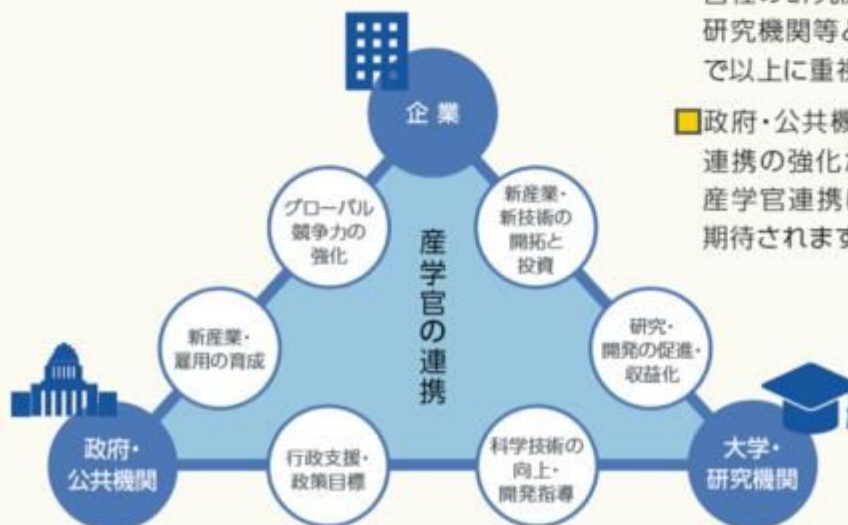 研究機関等と
で以上に重視
政府・公共機
連携の強化が
産学官連携に
期待されます
企業
グローバル
競争力の
強化
新産業・
新技術の
開拓と
投資
産学官の連携
新産業・
雇用の育成
研究・
開発の促進・
収益化
政府・
公共機関
行政支援・
政策目標
科学技術の
向上・
開発指導
大学・
研究機関